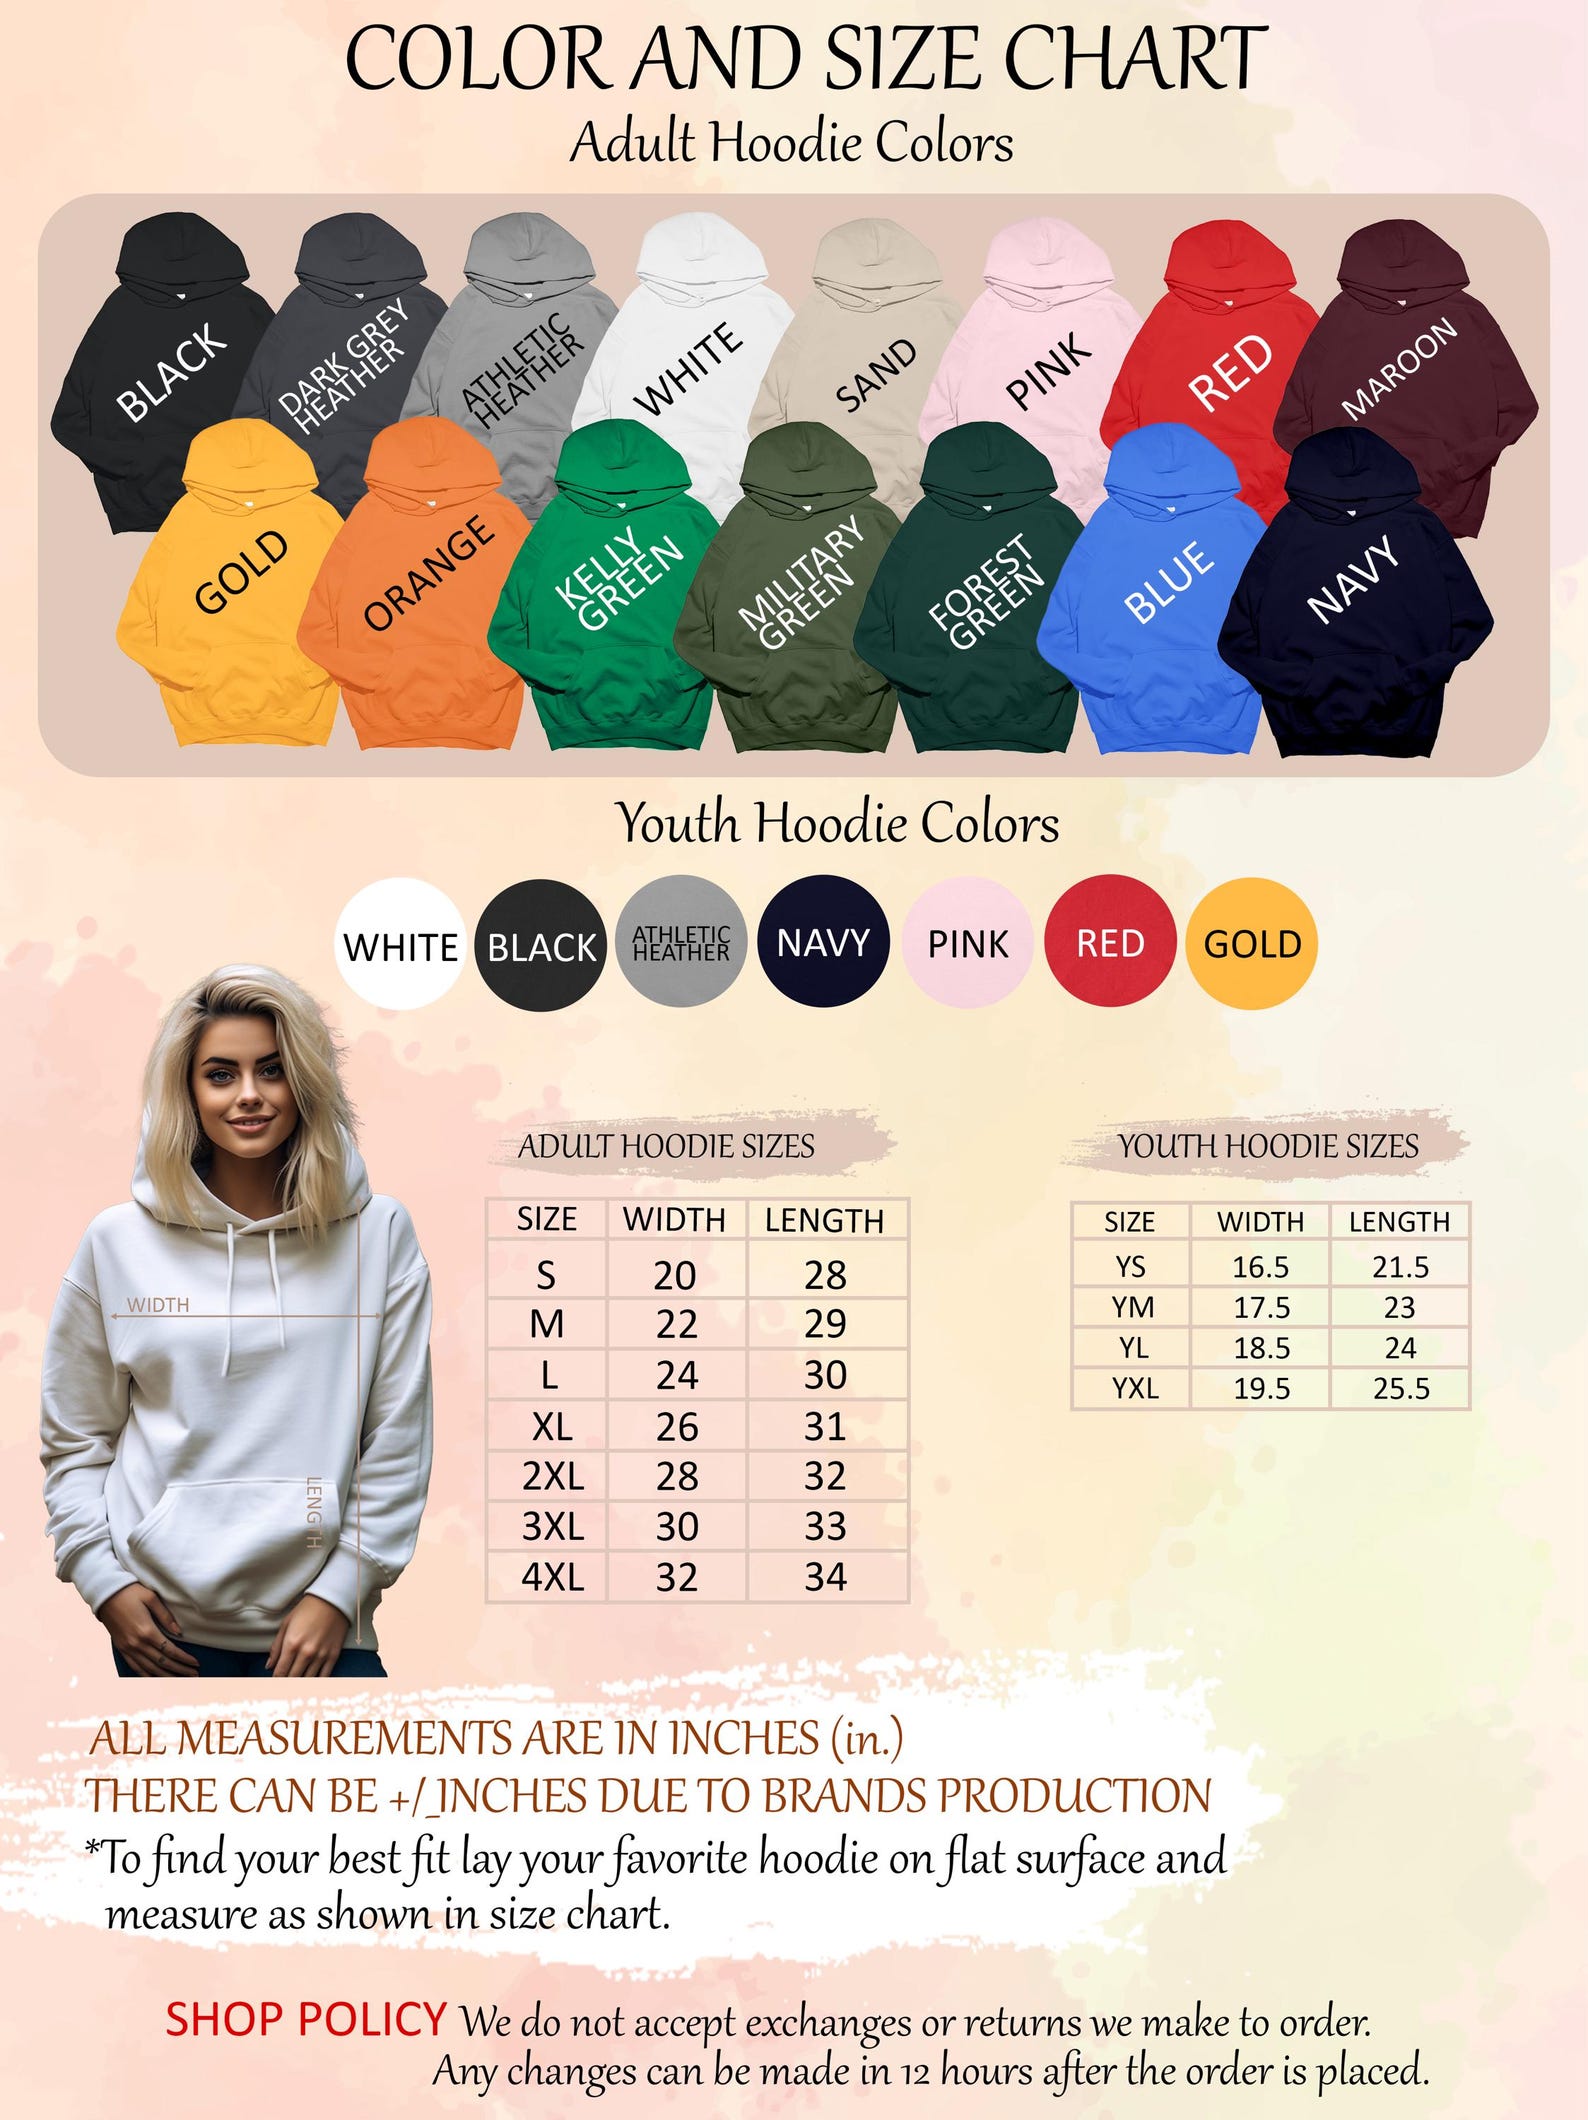 COLOR AND SIZE CHART
Adult Hoodie Colors
BLACK
DARK GREY
HEATHER
ATHLETIC
HEATHER
WHITE
SAND
PINK
RED
MAROON
GOLD
ORANGE
KELLY
GREEN
MILITARY
GREEN
FOREST
GREEN
BLUE
NAVY
Youth Hoodie Colors
WHITE
BLACK
ATHLETIC
HEATHER
NAVY
PINK
RED
GOLD
WIDTH
LENGTH
ADULT HOODIE SIZES
SIZE WIDTH LENGTH
S 20 28
M 22 29
L 24 30
XL 26 31
2XL 28 32
3XL 30 33
4XL 32 34
YOUTH HOODIE SIZES
SIZE WIDTH LENGTH
YS 16.5 21.5
YM 17.5 23
YL 18.5 24
YXL 19.5 25.5
ALL MEASUREMENTS ARE IN INCHES (in.)
THERE CAN BE +/_INCHES DUE TO BRANDS PRODUCTION
*To find your best fit lay your favorite hoodie on flat surface and
measure as shown in size chart.
SHOP POLICY We do not accept exchanges or returns we make to order.
Any changes can be made in 12 hours after the order is placed.